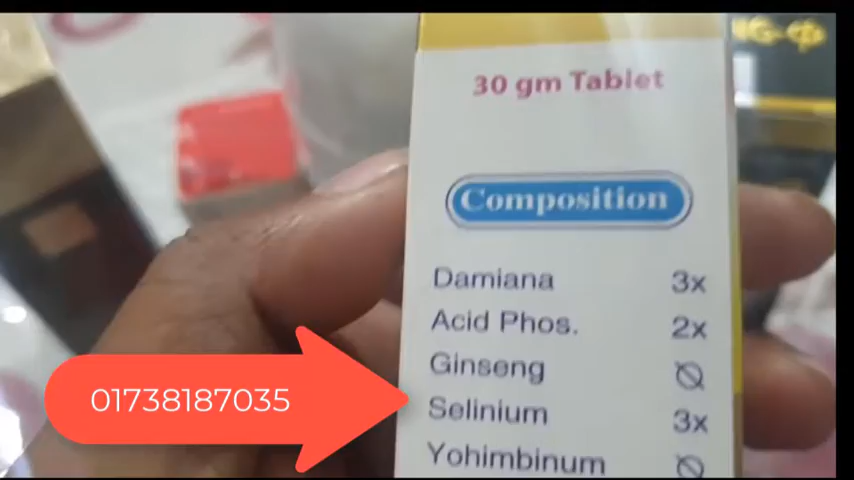 30 gm Tablet
Composition
Damiana 3x
Acid Phos. 2x
Ginseng Ø
Selinium 3x
Yohimbinum Ø
01738187035